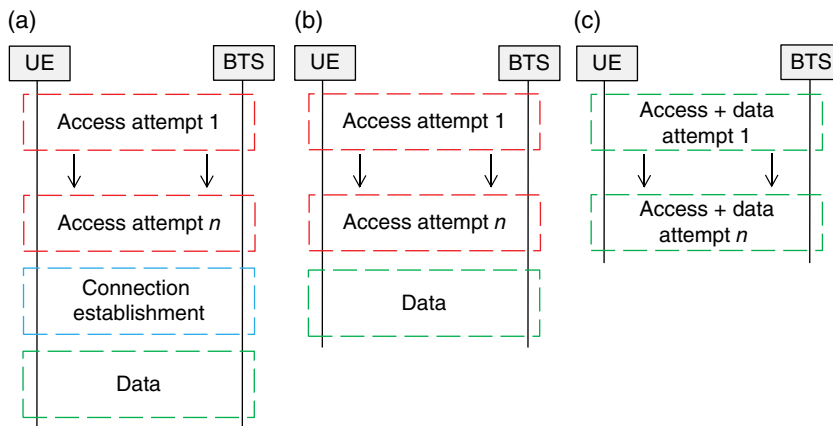 (a)
UE
BTS
Access attempt 1
Access attempt n
Connection
establishment
Data
(b)
UE
BTS
Access attempt 1
Access attempt n
Data
(c)
UE
BTS
Access + data
attempt 1
Access + data
attempt n